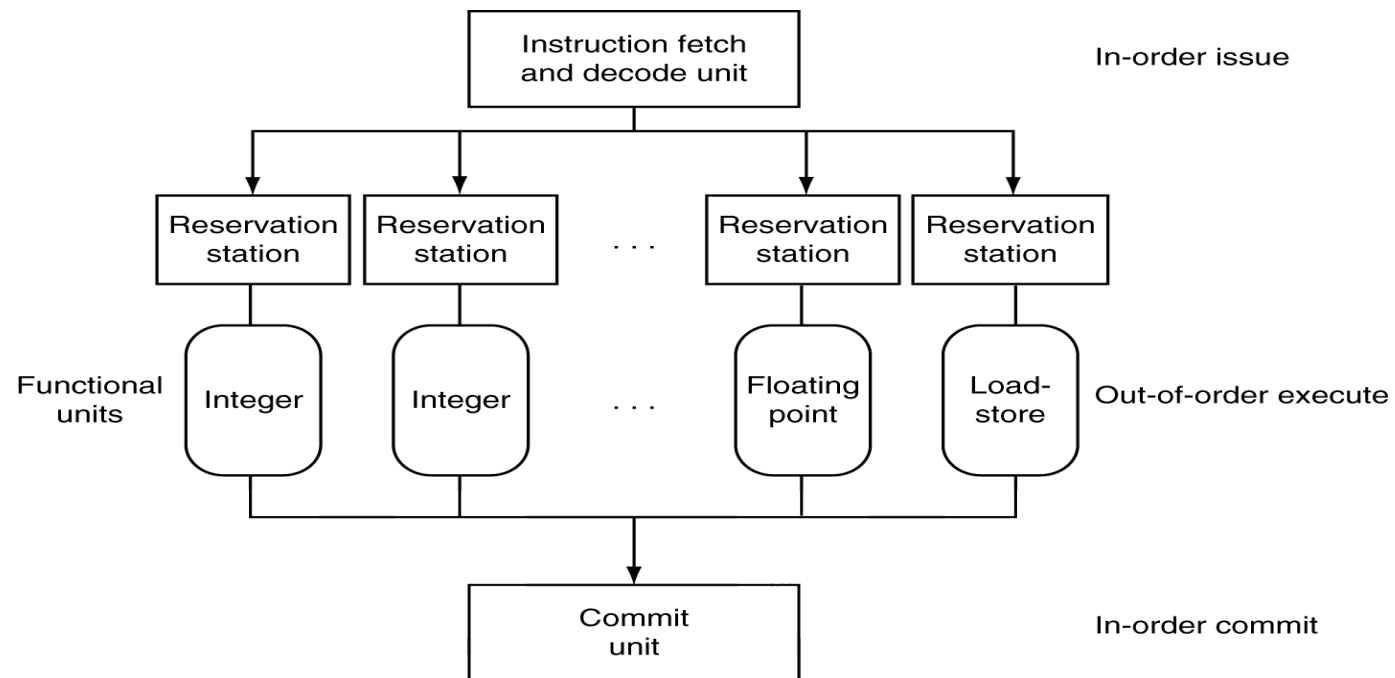 Instruction fetch
and decode unit
In-order issue
Reservation
station
Reservation
station
. . .
Reservation
station
Reservation
station
Functional
units
Integer
Integer
. . .
Floating
point
Load-
store
Out-of-order execute
Commit
unit
In-order commit